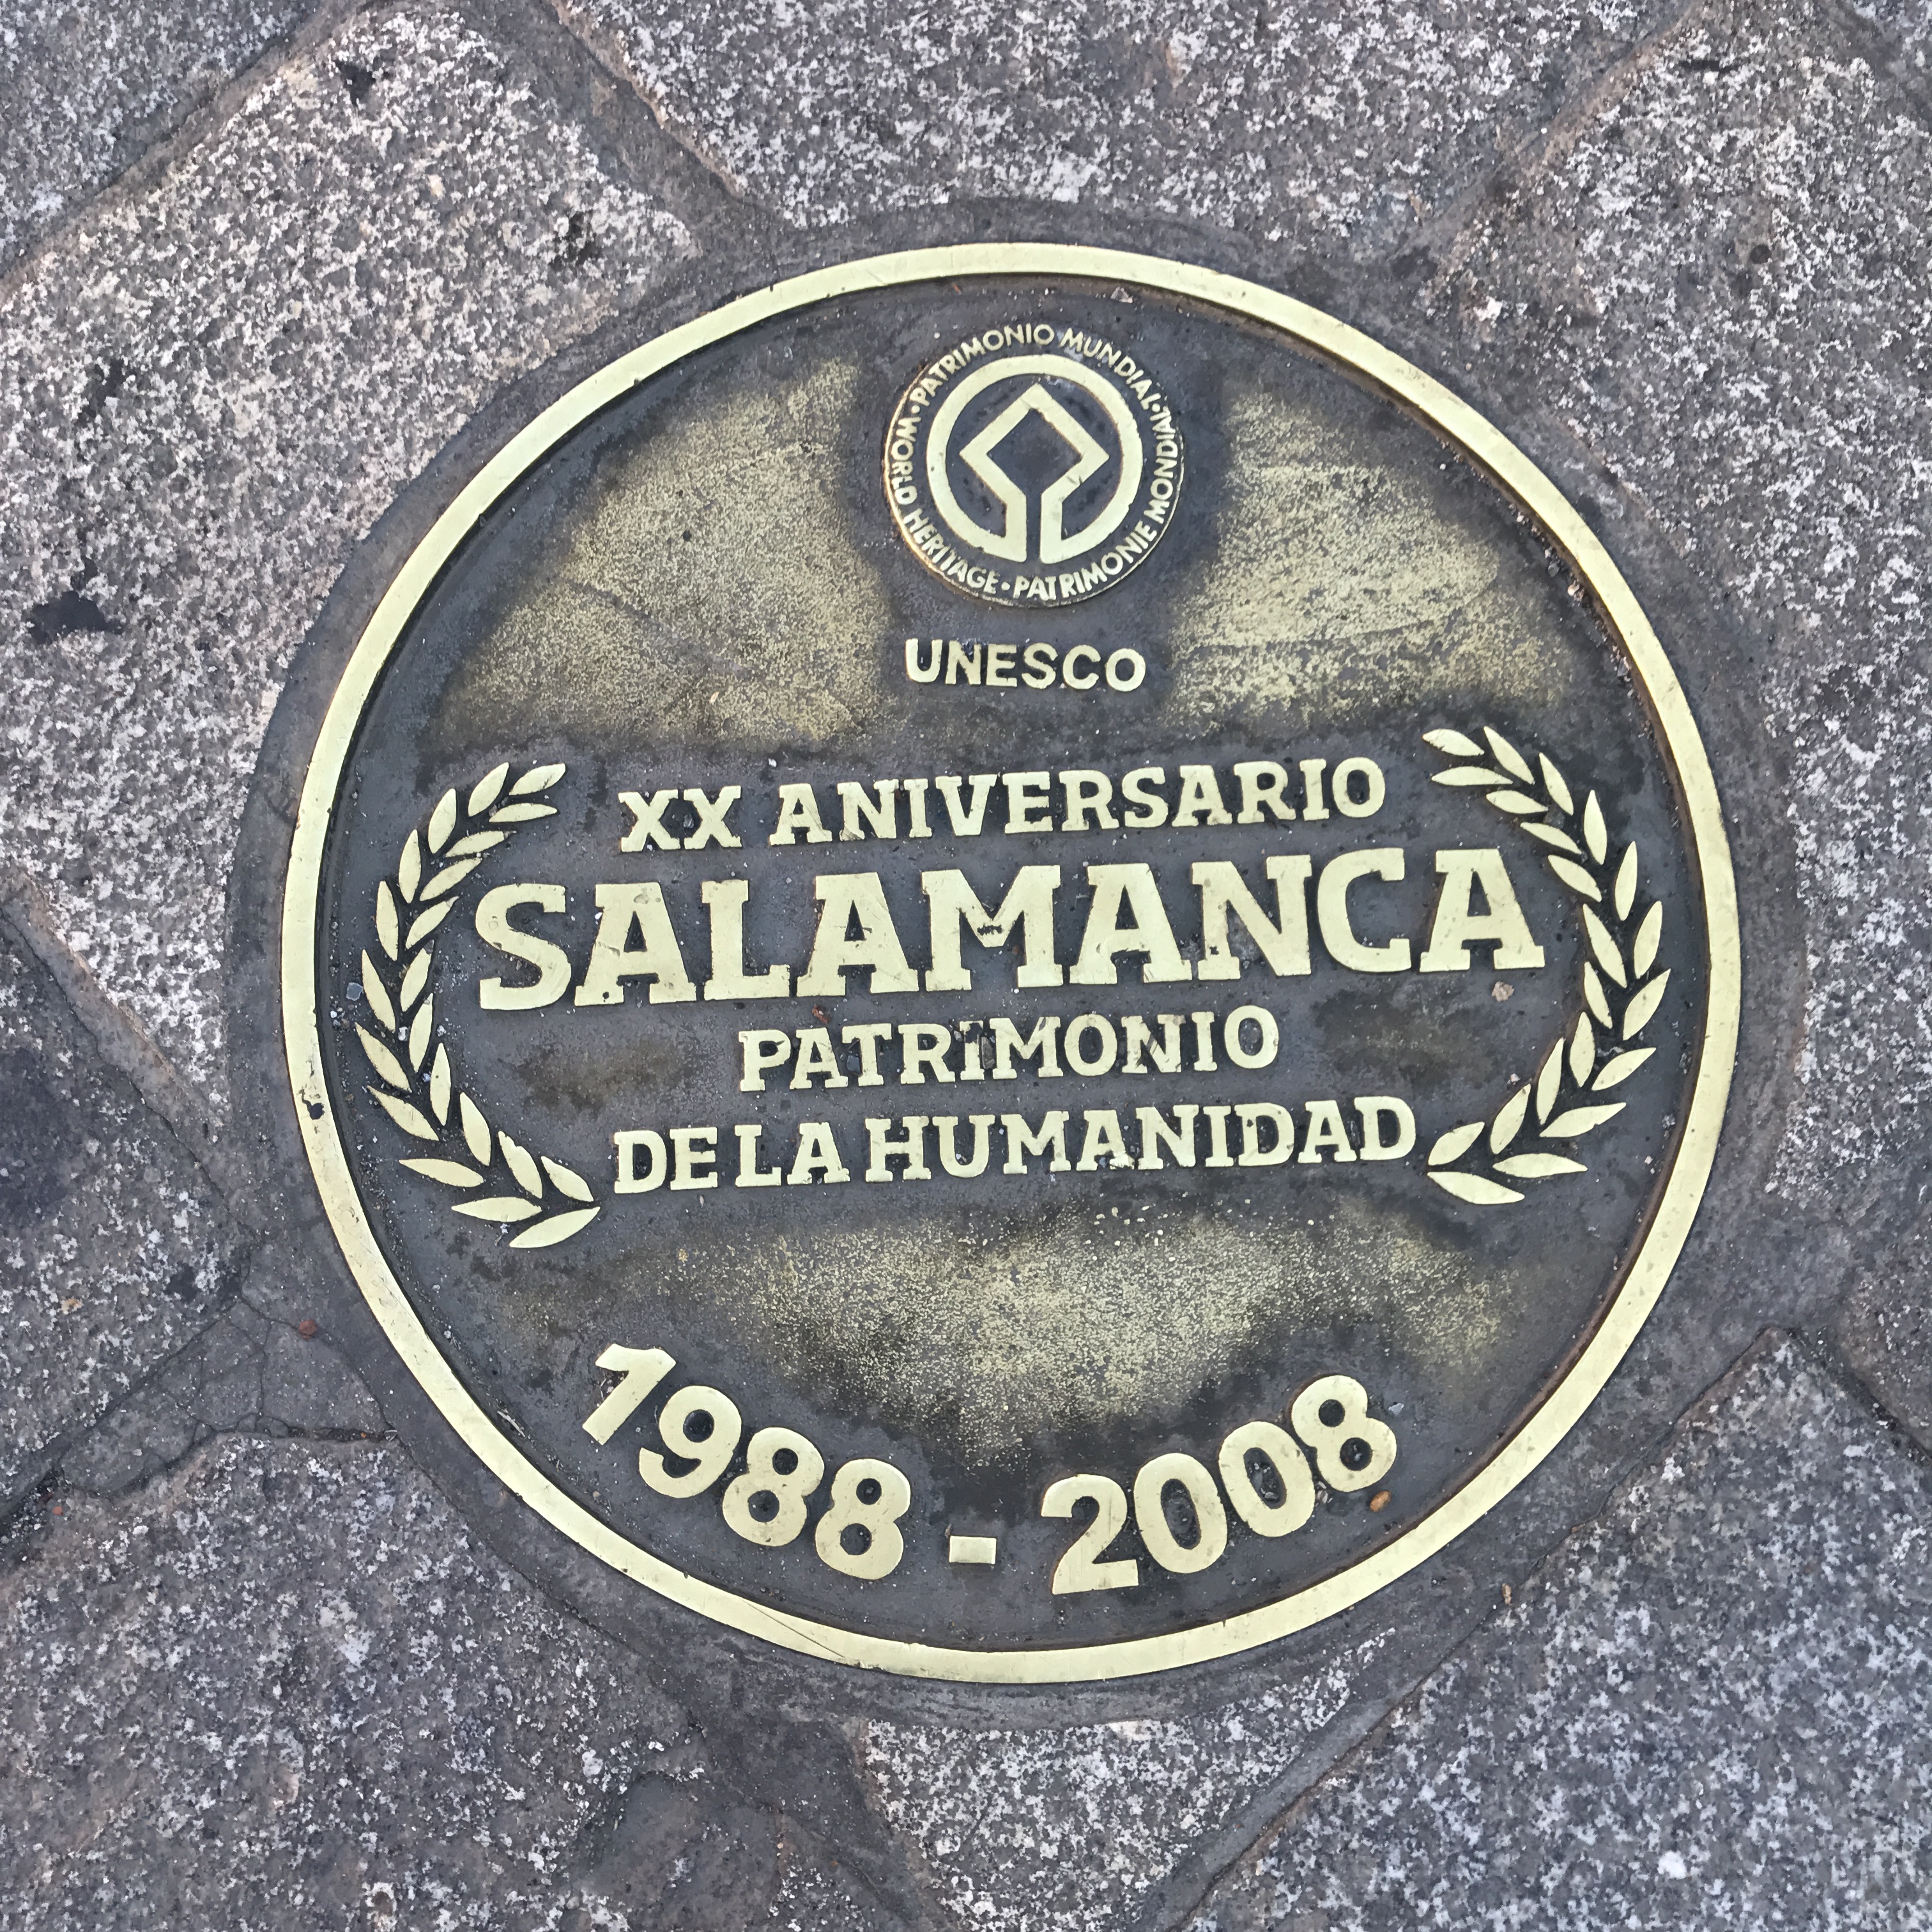 PATRIMONIO MUNDIAL • WORLD HERITAGE • PATRIMOINE MONDIAL •
UNESCO
XX ANIVERSARIO
SALAMANCA
PATRIMONIO
DE LA HUMANIDAD
1988 - 2008